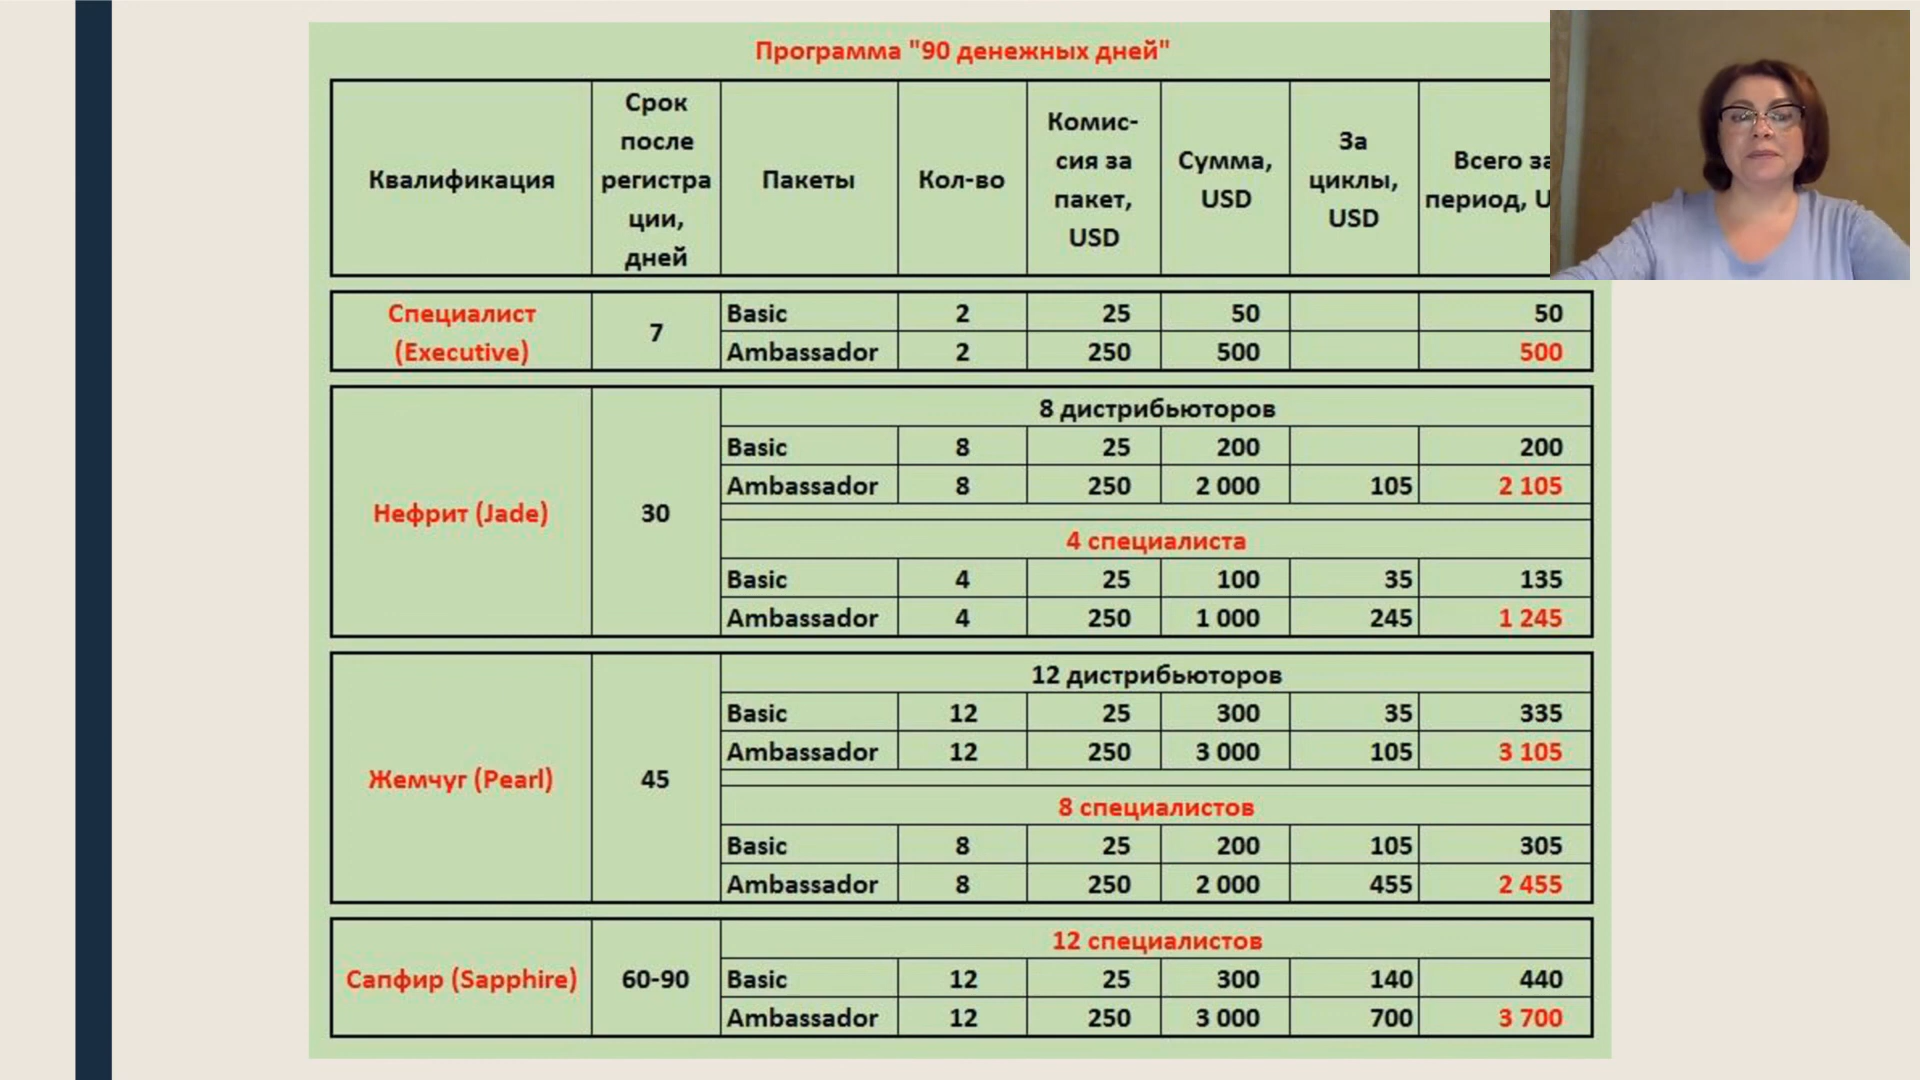 Программа "90 денежных дней"
Квалификация
Срок
после
регистра
ции,
дней
Пакеты
Кол-во
Комис-
сия за
пакет,
USD
Сумма,
USD
За
циклы,
USD
Всего за
период, U
Специалист
(Executive)
7
Basic 2 25 50 50
Ambassador 2 250 500 500
Нефрит (Jade)
30
8 дистрибьюторов
Basic 8 25 200 200
Ambassador 8 250 2 000 105 2 105
4 специалиста
Basic 4 25 100 35 135
Ambassador 4 250 1 000 245 1 245
Жемчуг (Pearl)
45
12 дистрибьюторов
Basic 12 25 300 35 335
Ambassador 12 250 3 000 105 3 105
8 специалистов
Basic 8 25 200 105 305
Ambassador 8 250 2 000 455 2 455
Сапфир (Sapphire)
60-90
12 специалистов
Basic 12 25 300 140 440
Ambassador 12 250 3 000 700 3 700